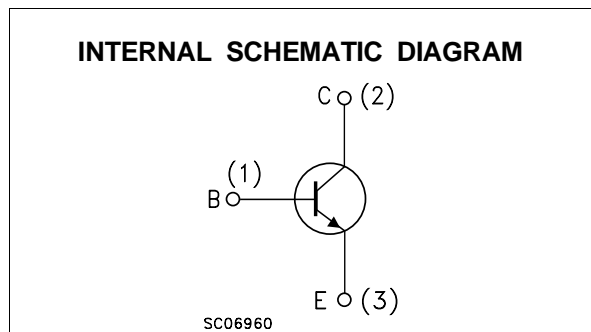 INTERNAL SCHEMATIC DIAGRAM
C (2)
(1)
B
E (3)
SC06960